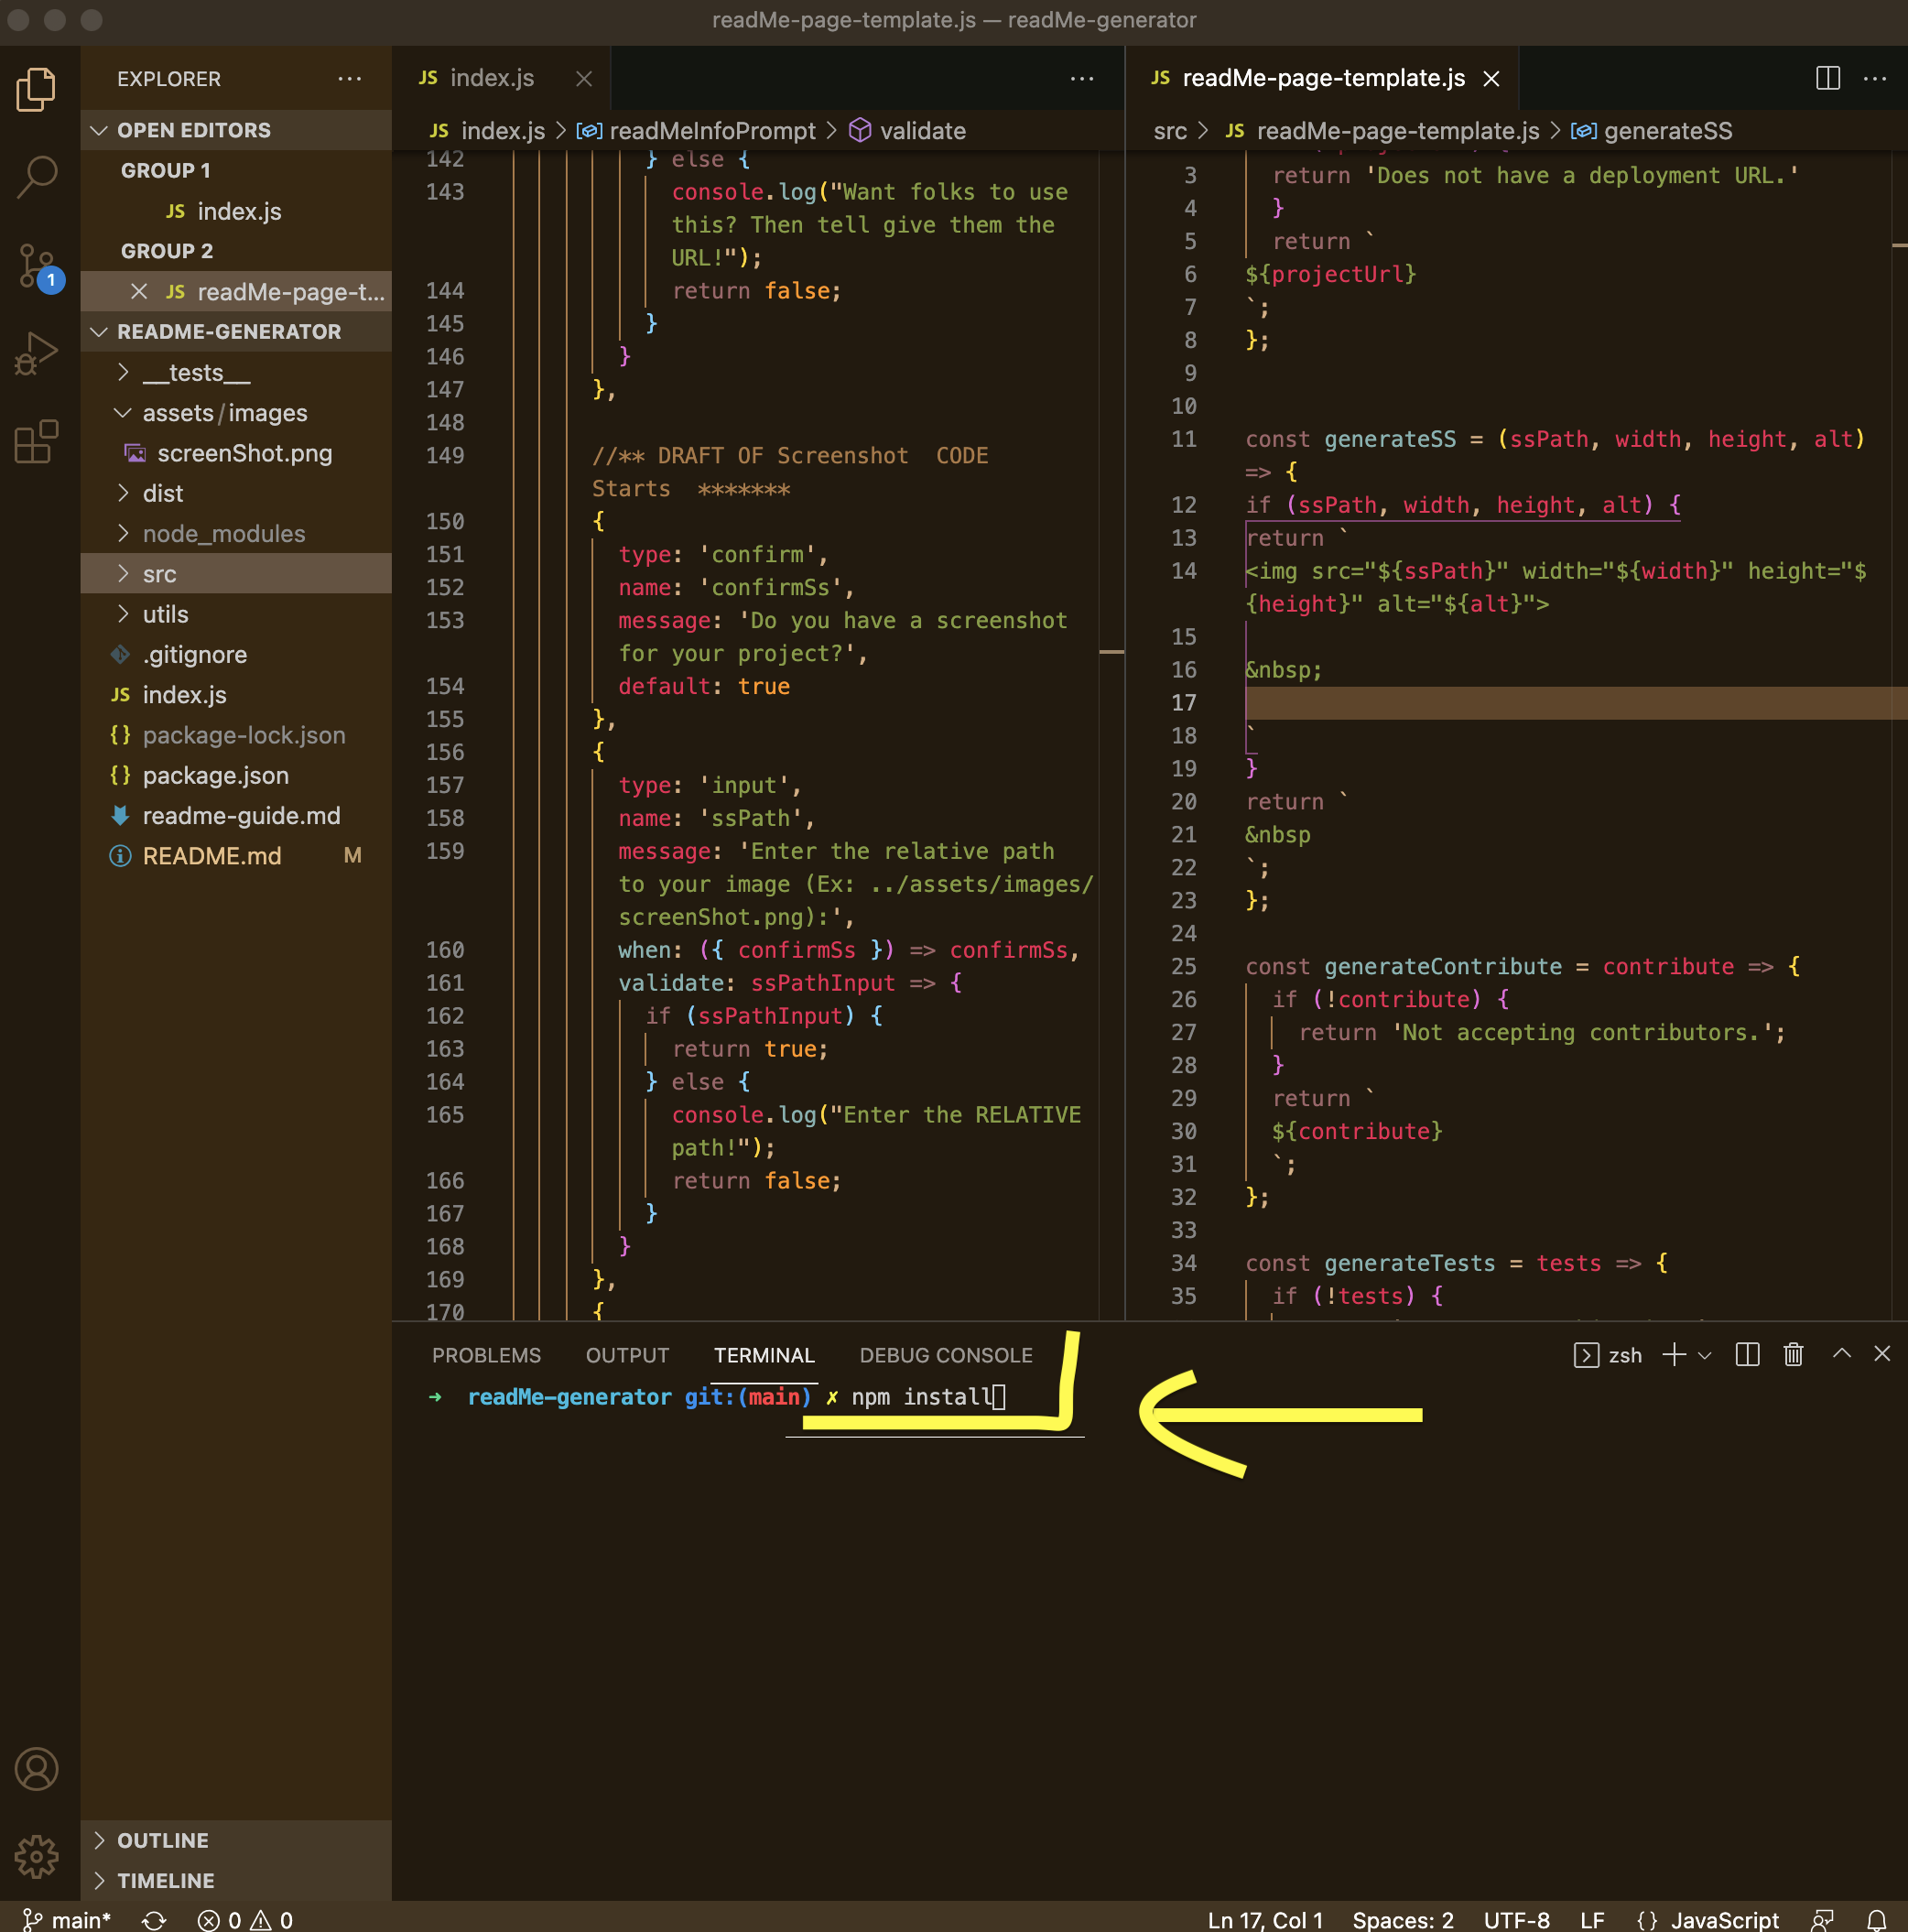 readMe-page-template.js — readMe-generator
EXPLORER
OPEN EDITORS
GROUP 1
JS index.js
GROUP 2
JS readMe-page-t...
README-GENERATOR
__tests__
assets/images
screenShot.png
dist
node_modules
src
utils
.gitignore
JS index.js
{} package-lock.json
{} package.json
readme-guide.md
README.md M
OUTLINE
TIMELINE
1
JS index.js
JS index.js > readMeInfoPrompt > validate
142 } else {
143 console.log("Want folks to use
this? Then tell give them the
URL!");
144 return false;
145 }
146 }
147 },
148
149 //** DRAFT OF Screenshot  CODE
Starts  *******
150 {
151 type: 'confirm',
152 name: 'confirmSs',
153 message: 'Do you have a screenshot
for your project?',
154 default: true
155 },
156 {
157 type: 'input',
158 name: 'ssPath',
159 message: 'Enter the relative path
to your image (Ex: ../assets/images/
screenShot.png):',
160 when: ({ confirmSs }) => confirmSs,
161 validate: ssPathInput => {
162 if (ssPathInput) {
163 return true;
164 } else {
165 console.log("Enter the RELATIVE
path!");
166 return false;
167 }
168 }
169 },
170 {
JS readMe-page-template.js
src > JS readMe-page-template.js > generateSS
3 return 'Does not have a deployment URL.'
4 }
5 return `
6 ${projectUrl}
7 `;
8 };
9
10
11 const generateSS = (ssPath, width, height, alt)
=> {
12 if (ssPath, width, height, alt) {
13 return `
14 <img src="${ssPath}" width="${width}" height="$
{height}" alt="${alt}">
15
16 &nbsp;
17
18 `
19 }
20 return `
21 &nbsp
22 `;
23 };
24
25 const generateContribute = contribute => {
26 if (!contribute) {
27 return 'Not accepting contributors.';
28 }
29 return `
30 ${contribute}
31 `;
32 };
33
34 const generateTests = tests => {
35 if (!tests) {
PROBLEMS OUTPUT TERMINAL DEBUG CONSOLE
zsh
➜ readMe-generator git:(main) ✗ npm install
main* 0 0
Ln 17, Col 1 Spaces: 2 UTF-8 LF {} JavaScript